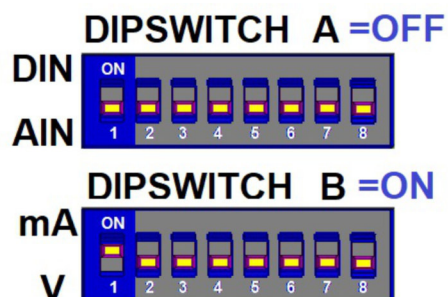 DIPSWITCH A =OFF
DIN ON
AIN 1 2 3 4 5 6 7 8
DIPSWITCH B =ON
mA ON
V 1 2 3 4 5 6 7 8